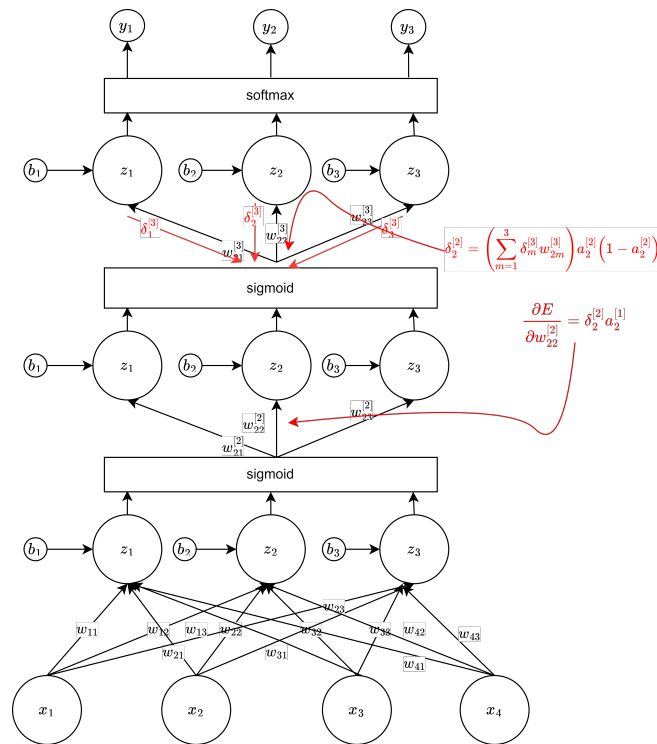 y₁ y₂ y₃
softmax
b₁ z₁ b₂ z₂ b₃ z₃
δ₁^[3] δ₂^[3] w₂₂^[3] w₂₃^[3] δ₃^[3]
w₂₁^[3]
δ₂^[2] = (∑_{m=1}^{3} δ_m^[3] w_{2m}^[3]) a₂^[2] (1 − a₂^[2])
sigmoid
∂E/∂w₂₂^[2] = δ₂^[2] a₂^[1]
b₁ z₁ b₂ z₂ b₃ z₃
w₂₂^[2] w₂₃^[2]
w₂₁^[2]
sigmoid
b₁ z₁ b₂ z₂ b₃ z₃
w₁₁ w₁₂ w₁₃ w₂₂ w₂₃ w₃₂ w₃₃ w₄₂ w₄₃
w₂₁ w₃₁ w₄₁
x₁ x₂ x₃ x₄